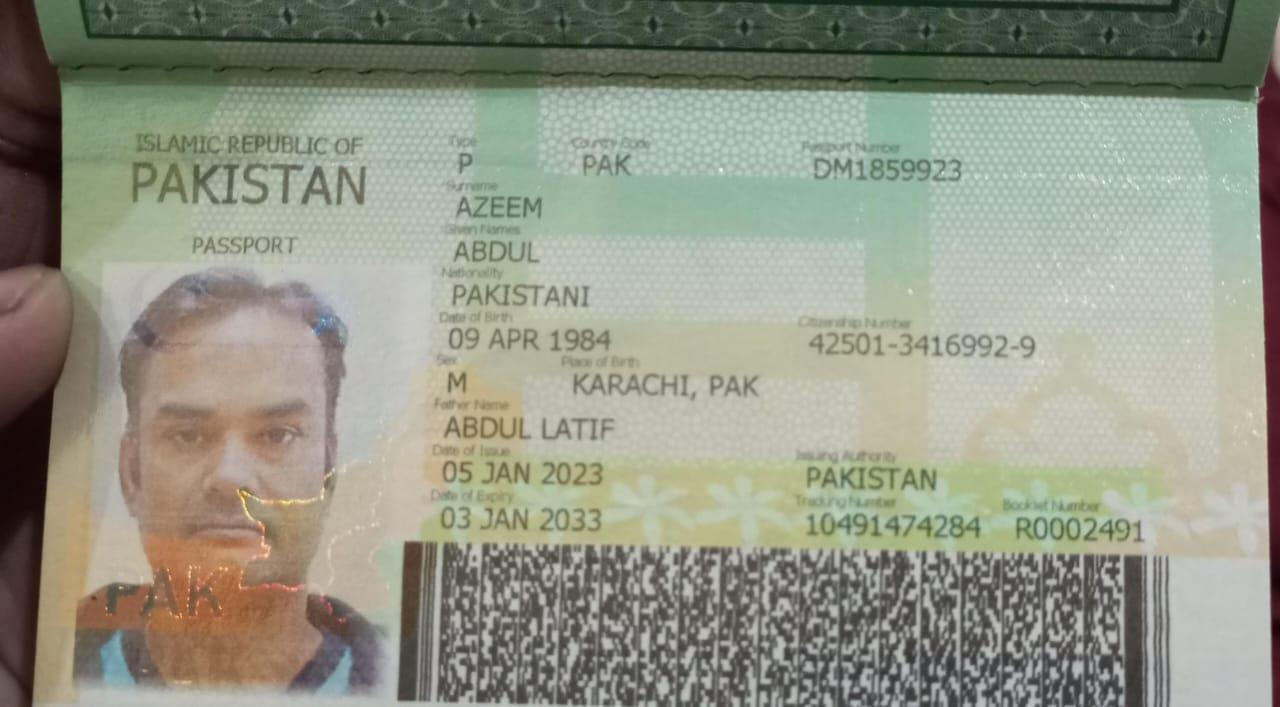 ISLAMIC REPUBLIC OF
PAKISTAN
PASSPORT
Type Country Code Passport Number
P PAK DM1859923
Surname
AZEEM
Given Names
ABDUL
Nationality
PAKISTANI
Date of Birth Citizenship Number
09 APR 1984 42501-3416992-9
Sex Place of Birth
M KARACHI, PAK
Father Name
ABDUL LATIF
Date of Issue Issuing Authority
05 JAN 2023 PAKISTAN
Date of Expiry Tracking Number Booklet Number
03 JAN 2033 10491474284 R0002491
PAK